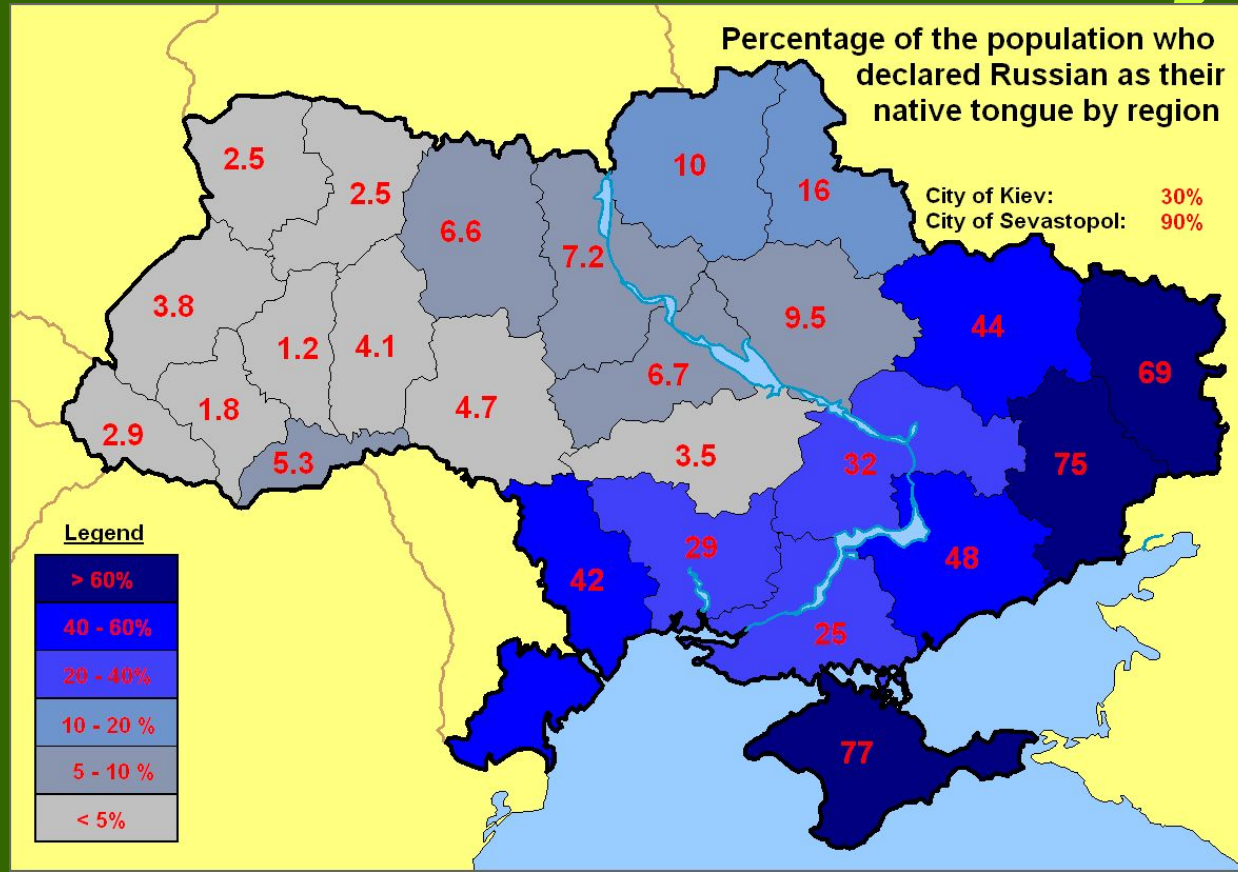 Percentage of the population who
declared Russian as their
native tongue by region
City of Kiev: 30%
City of Sevastopol: 90%
2.5
2.5
6.6
7.2
10
16
3.8
1.2
4.1
9.5
44
69
2.9
1.8
5.3
4.7
6.7
3.5
32
75
42
29
48
25
77
Legend
> 60%
40 - 60%
20 - 40%
10 - 20 %
5 - 10 %
< 5%